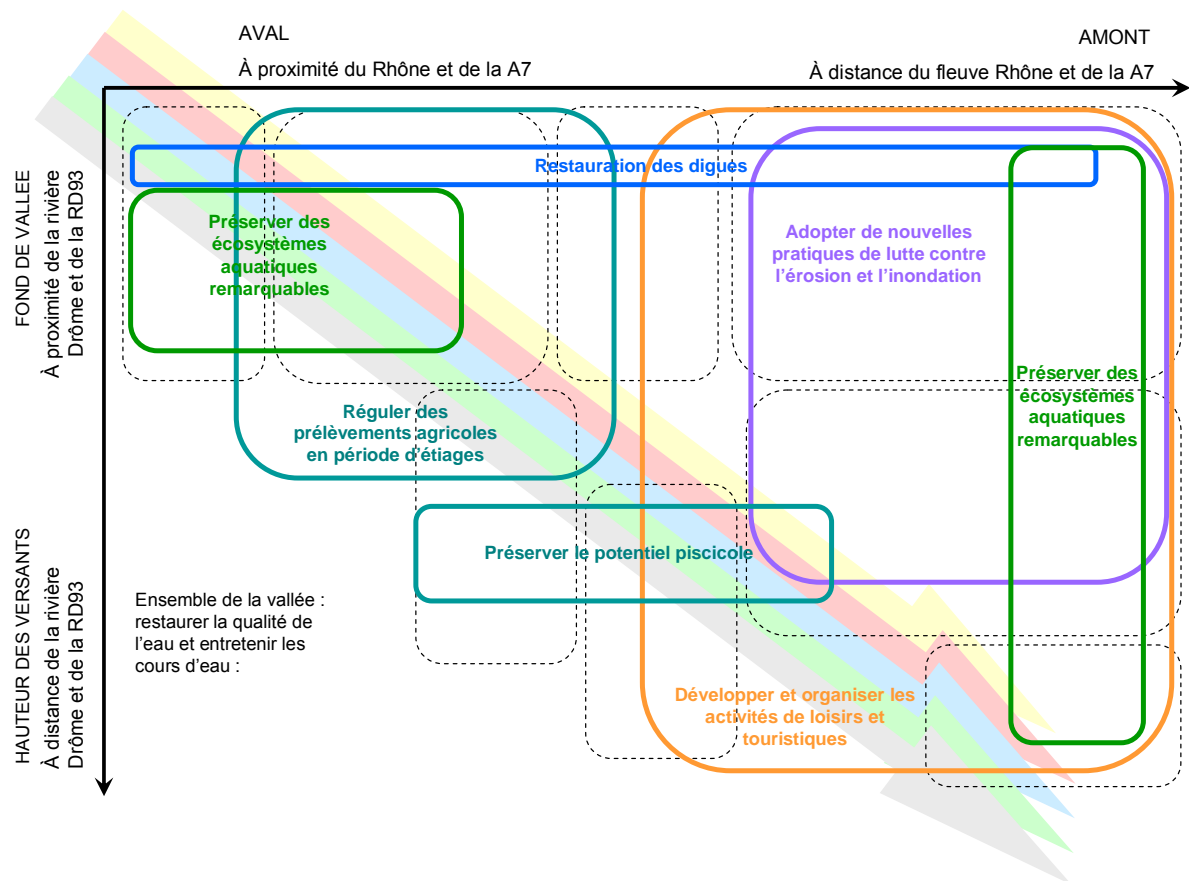 AVAL
À proximité du Rhône et de la A7
AMONT
À distance du fleuve Rhône et de la A7
FOND DE VALLEE
À proximité de la rivière
Drôme et de la RD93
HAUTEUR DES VERSANTS
À distance de la rivière
Drôme et de la RD93
Restauration des digues
Préserver des
écosystèmes
aquatiques
remarquables
Adopter de nouvelles
pratiques de lutte contre
l'érosion et l'inondation
Préserver des
écosystèmes
aquatiques
remarquables
Réguler des
prélèvements agricoles
en période d'étiages
Préserver le potentiel piscicole
Ensemble de la vallée :
restaurer la qualité de
l'eau et entretenir les
cours d'eau :
Développer et organiser les
activités de loisirs et
touristiques